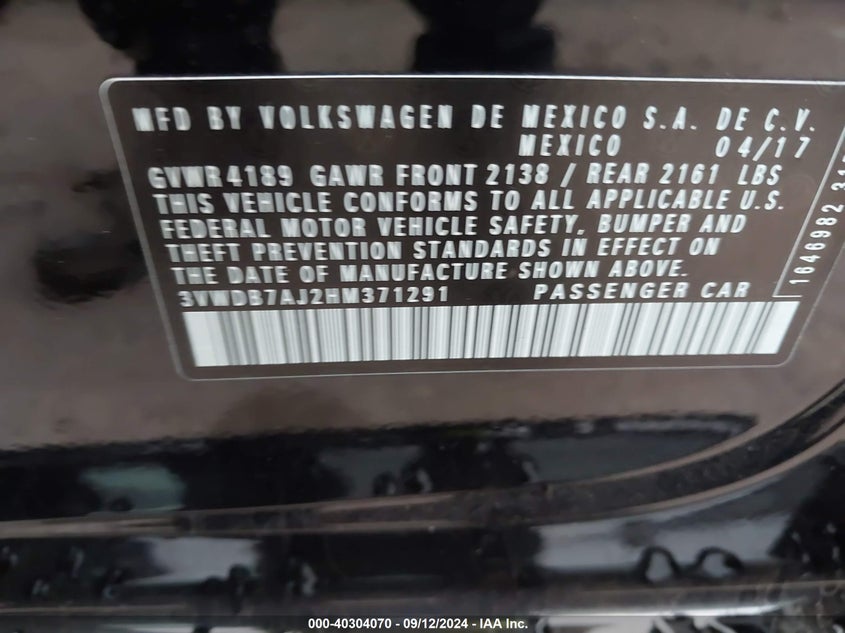 MFD BY VOLKSWAGEN DE MEXICO S.A. DE C.V.
MEXICO 04/17
GVWR4189 GAWR FRONT 2138 / REAR 2161 LBS
THIS VEHICLE CONFORMS TO ALL APPLICABLE U.S.
FEDERAL MOTOR VEHICLE SAFETY, BUMPER AND
THEFT PREVENTION STANDARDS IN EFFECT ON
THE DATE OF MANUFACTURE SHOWN ABOVE.
3VWDB7AJ2HM371291 PASSENGER CAR
1646982
000-40304070 - 09/12/2024 - IAA Inc.